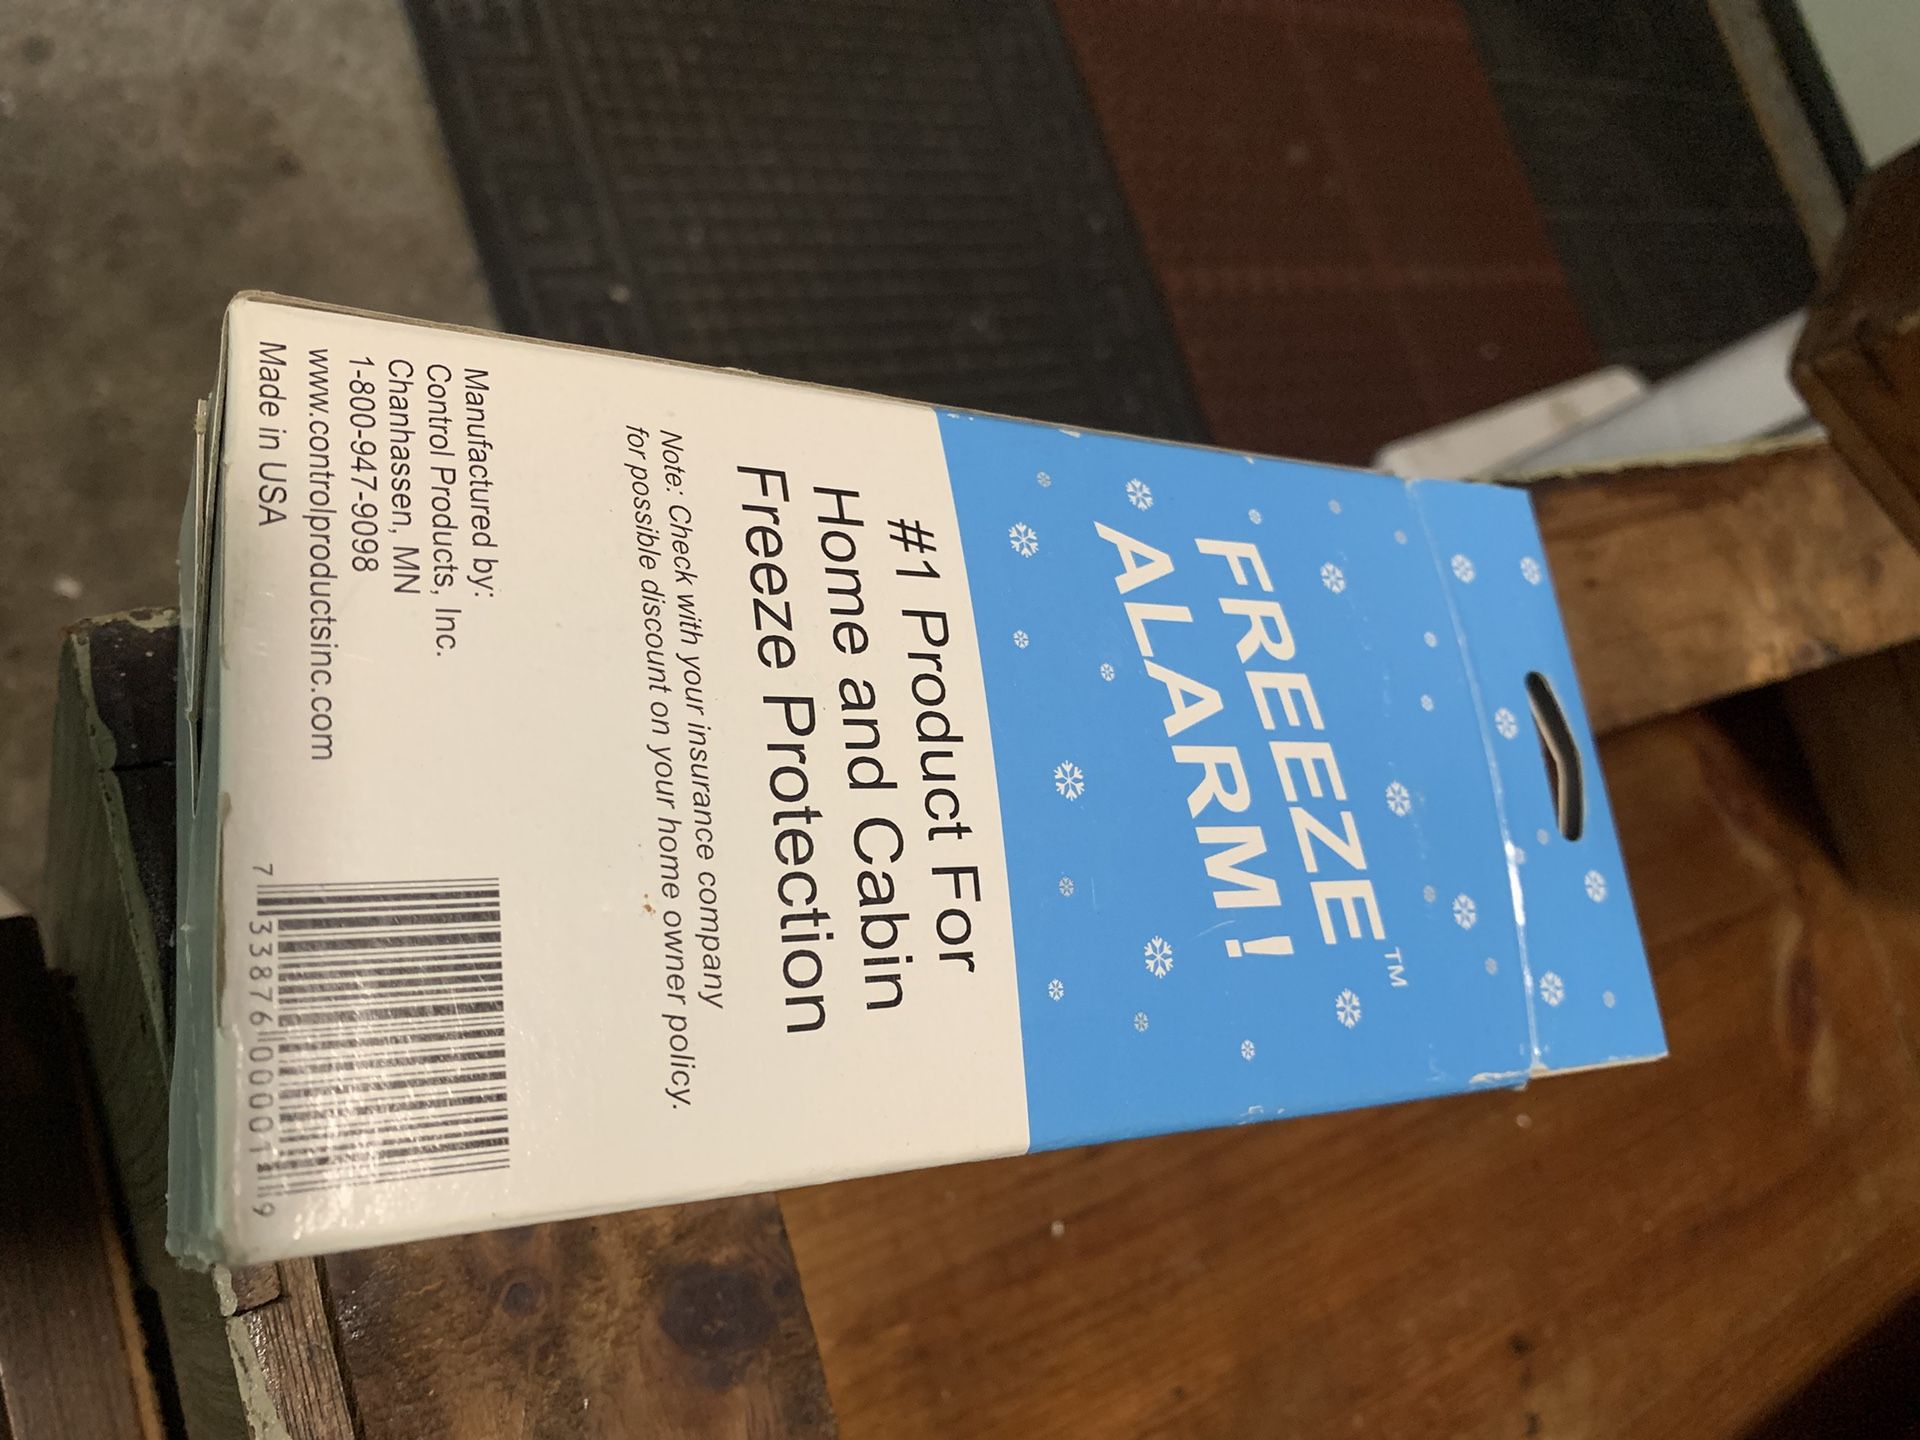 FREEZE™
ALARM!
#1 Product For
Home and Cabin
Freeze Protection
Note: Check with your insurance company
for possible discount on your home owner policy.
Manufactured by:
Control Products, Inc.
Chanhassen, MN
1-800-947-9098
www.controlproductsinc.com
Made in USA
7 33876 00001 9